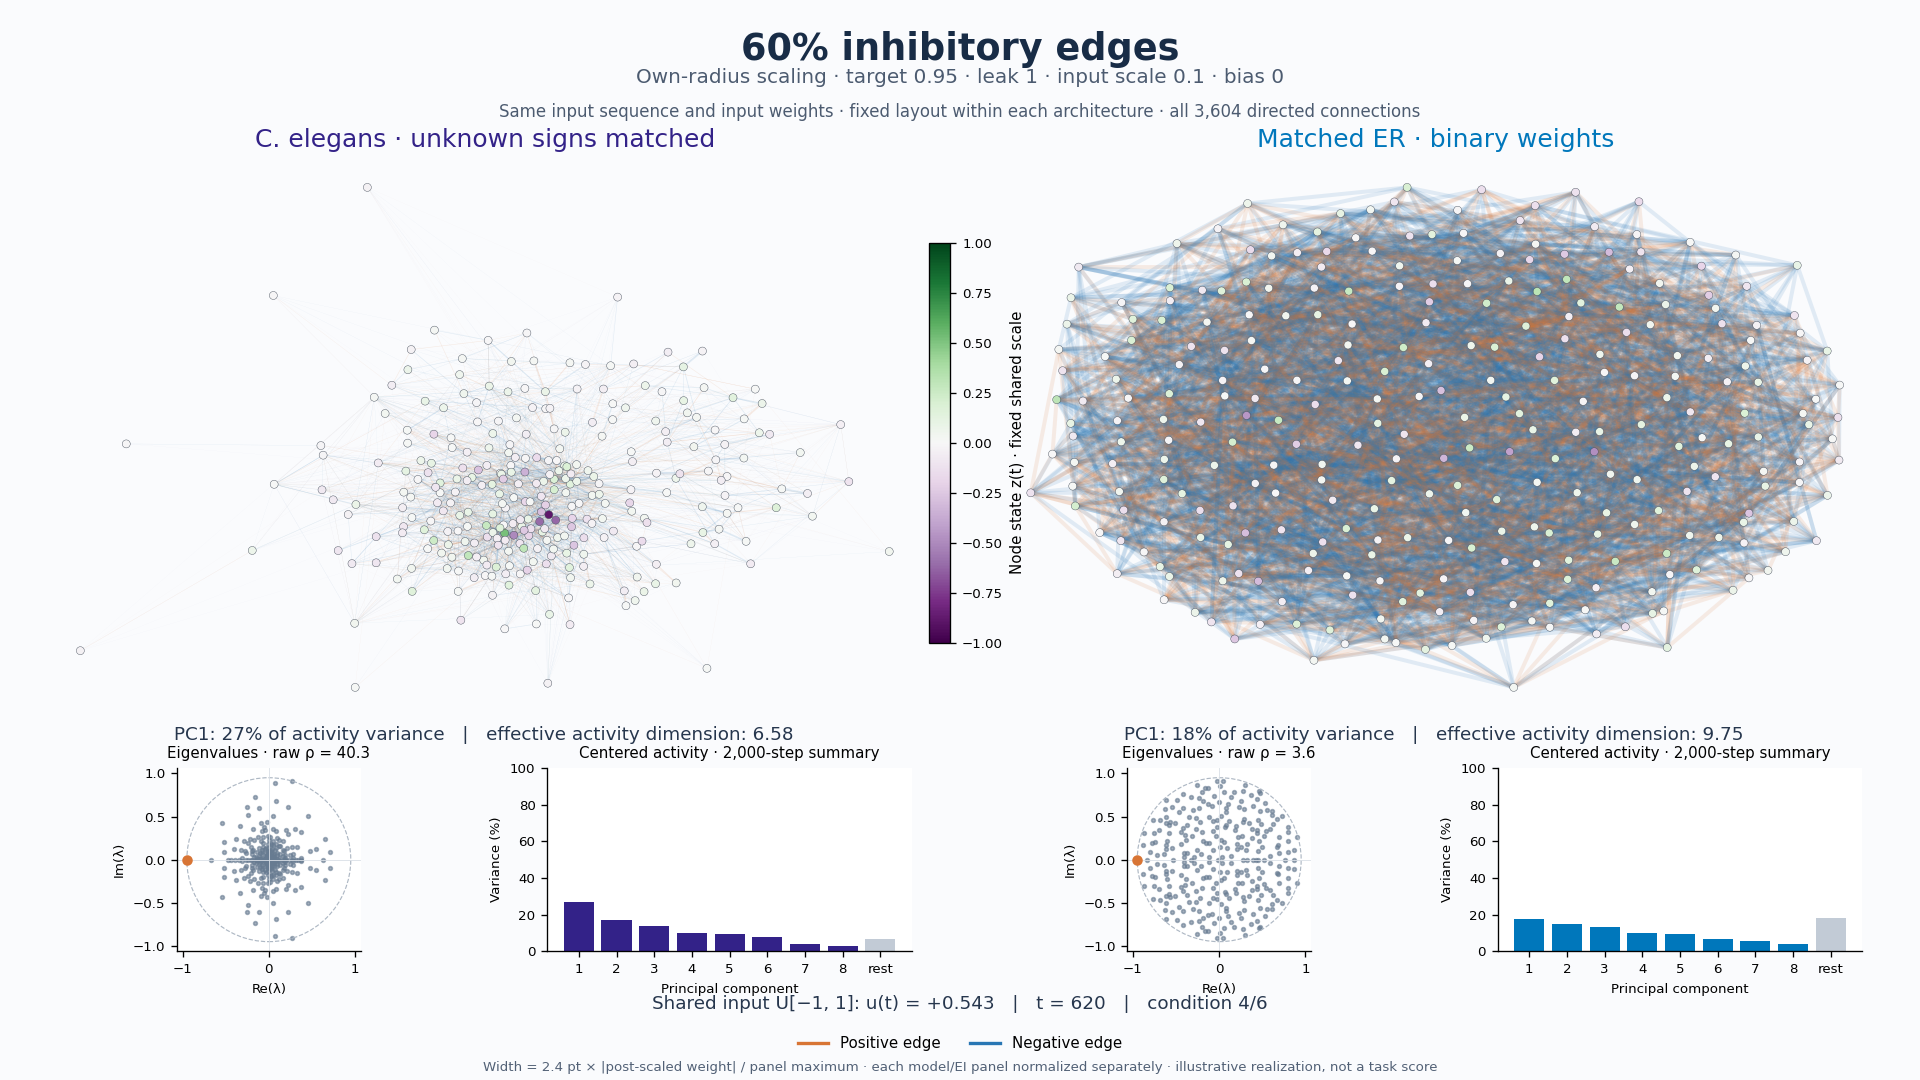 60% inhibitory edges
Own-radius scaling · target 0.95 · leak 1 · input scale 0.1 · bias 0
Same input sequence and input weights · fixed layout within each architecture · all 3,604 directed connections
C. elegans · unknown signs matched
Matched ER · binary weights
1.00
0.75
0.50
0.25
0.00
−0.25
−0.50
−0.75
−1.00
Node state z(t) · fixed shared scale
PC1: 27% of activity variance | effective activity dimension: 6.58
Eigenvalues · raw ρ = 40.3
1.0
0.5
0.0
−0.5
−1.0
Im(λ)
−1 0 1
Re(λ)
Centered activity · 2,000-step summary
100
80
60
40
20
0
Variance (%)
1 2 3 4 5 6 7 8 rest
Principal component
PC1: 18% of activity variance | effective activity dimension: 9.75
Eigenvalues · raw ρ = 3.6
1.0
0.5
0.0
−0.5
−1.0
Im(λ)
−1 0 1
Re(λ)
Centered activity · 2,000-step summary
100
80
60
40
20
0
Variance (%)
1 2 3 4 5 6 7 8 rest
Principal component
Shared input U[−1, 1]: u(t) = +0.543 | t = 620 | condition 4/6
Positive edge
Negative edge
Width = 2.4 pt × |post-scaled weight| / panel maximum · each model/EI panel normalized separately · illustrative realization, not a task score